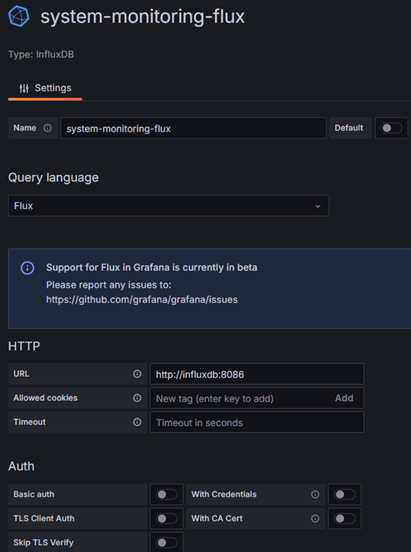 system-monitoring-flux
Type: InfluxDB
Settings
Name system-monitoring-flux Default
Query language
Flux
Support for Flux in Grafana is currently in beta
Please report any issues to:
https://github.com/grafana/grafana/issues
HTTP
URL http://influxdb:8086
Allowed cookies New tag (enter key to add) Add
Timeout Timeout in seconds
Auth
Basic auth With Credentials
TLS Client Auth With CA Cert
Skip TLS Verify